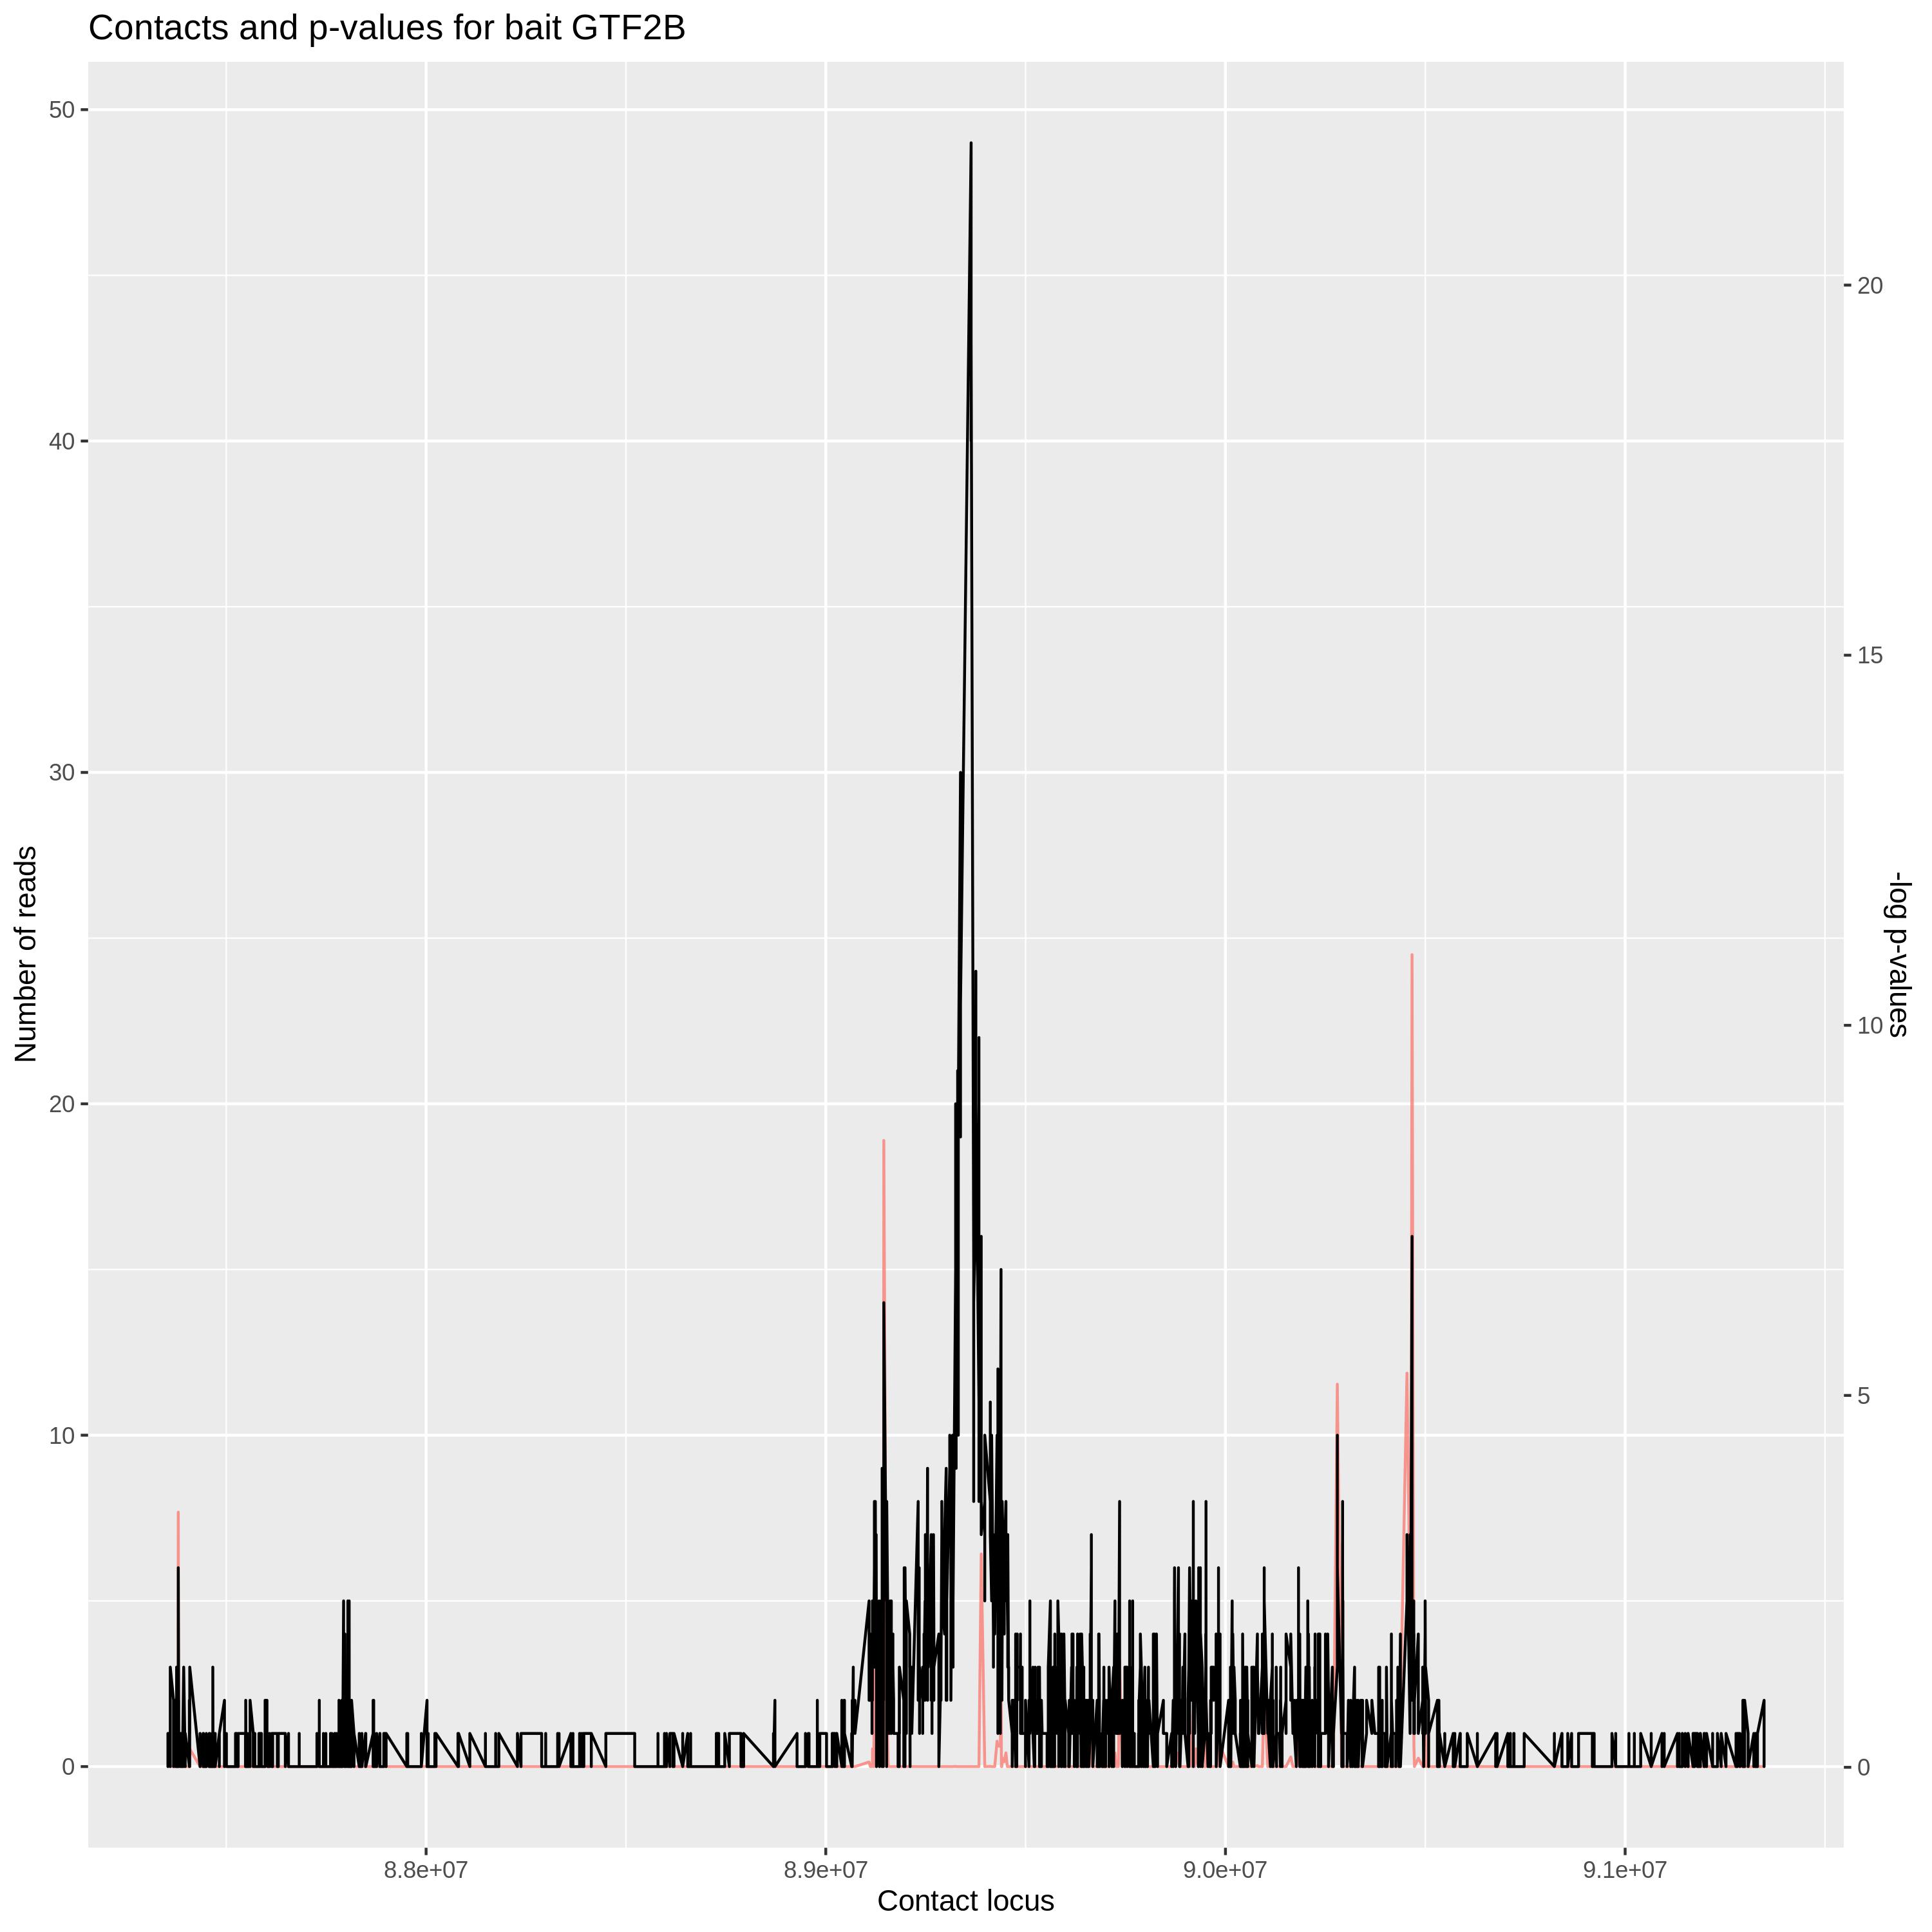 Contacts and p-values for bait GTF2B
50
40
30
20
10
0
Number of reads
20
15
10
5
0
-log p-values
8.8e+07
8.9e+07
9.0e+07
9.1e+07
Contact locus